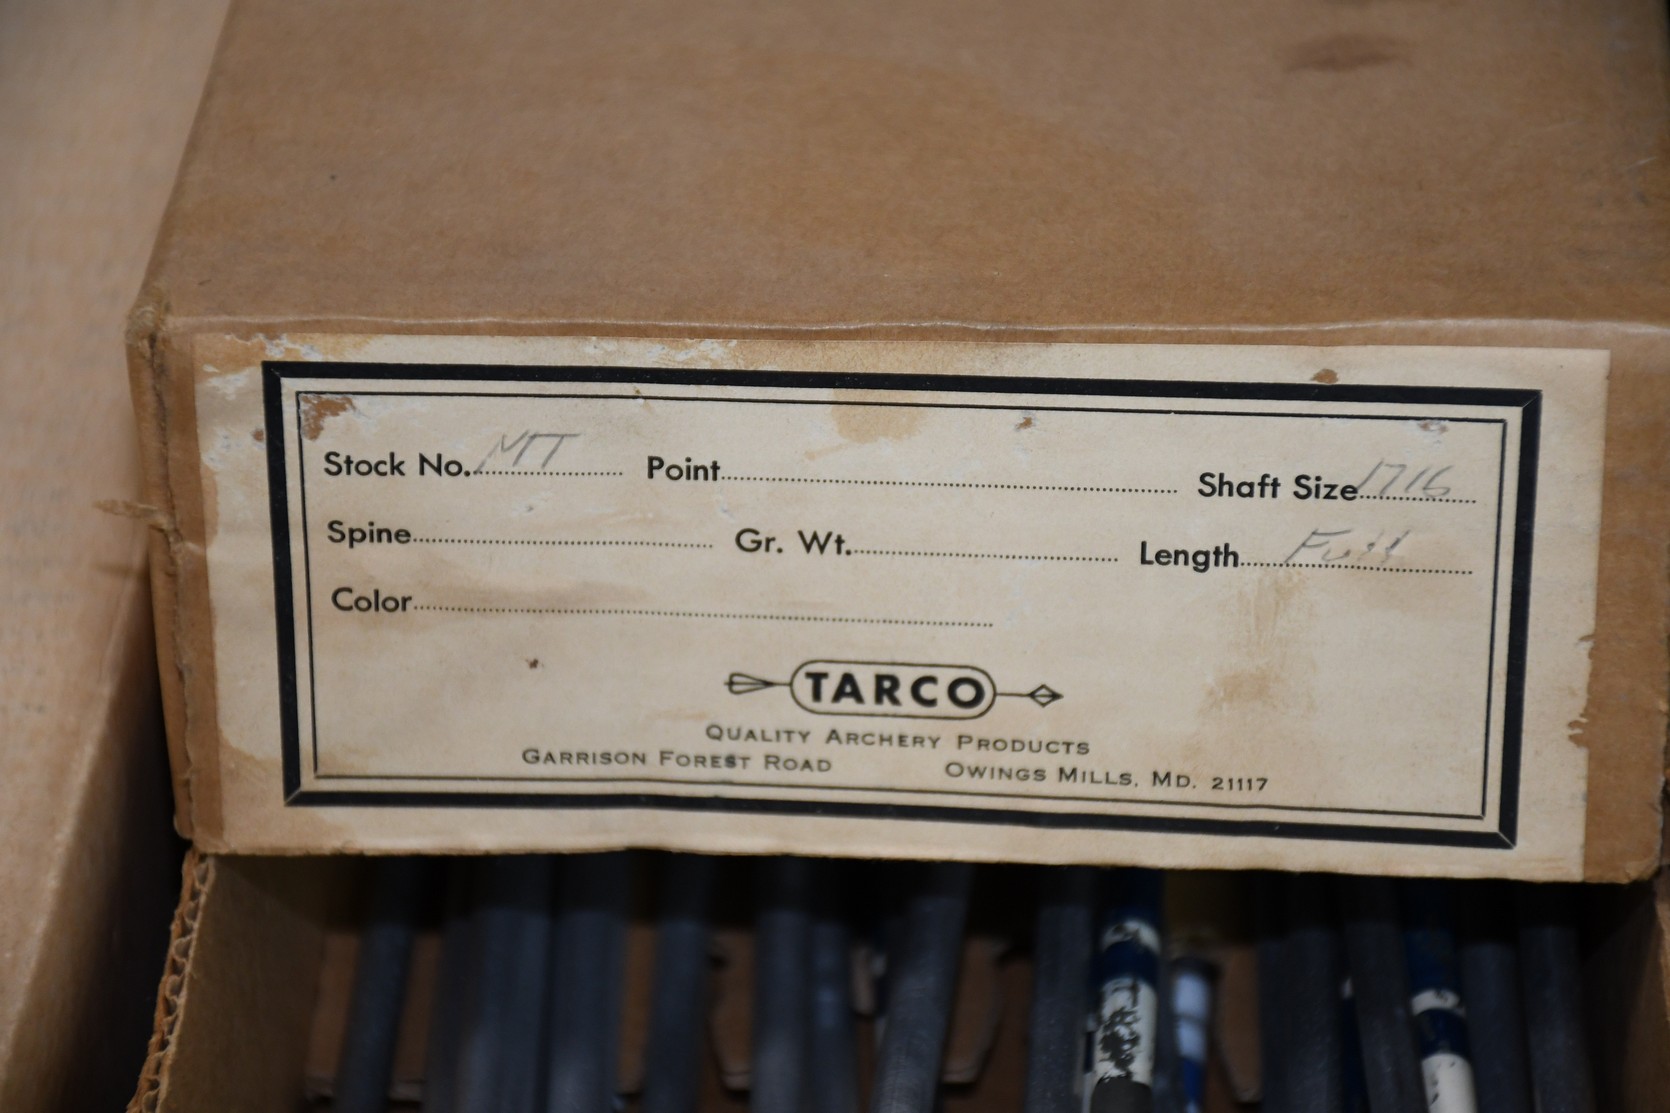 Stock No. MTT Point Shaft Size 1716
Spine Gr. Wt. Length Full
Color
TARCO
QUALITY ARCHERY PRODUCTS
GARRISON FOREST ROAD OWINGS MILLS, MD. 21117